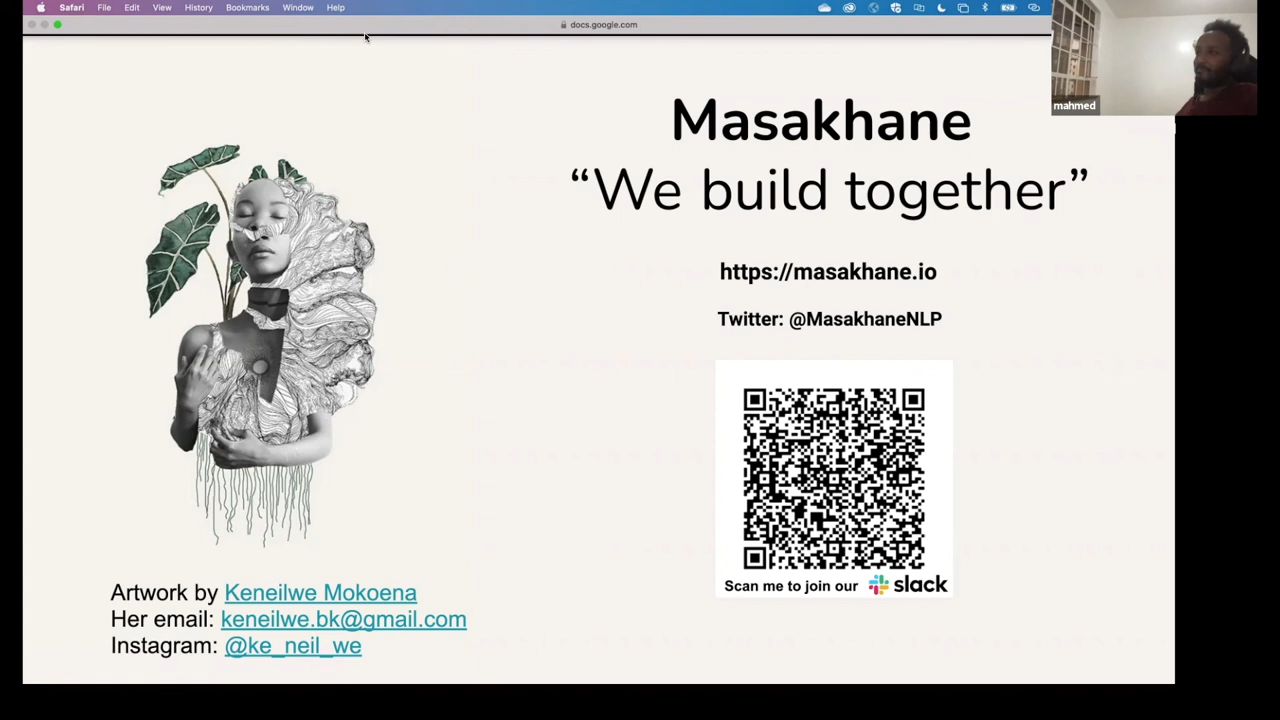 Safari File Edit View History Bookmarks Window Help
docs.google.com
mahmed
Masakhane
“We build together”
https://masakhane.io
Twitter: @MasakhaneNLP
Scan me to join our slack
Artwork by Keneilwe Mokoena
Her email: keneilwe.bk@gmail.com
Instagram: @ke_neil_we